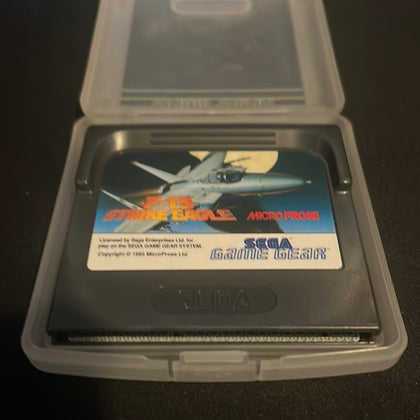 F-15
STRIKE EAGLE
MICROPROSE
Licensed by Sega Enterprises Ltd. for
play on the SEGA GAME GEAR SYSTEM.
Copyright © 1993 MicroProse Ltd
SEGA
GAME GEAR
SEGA